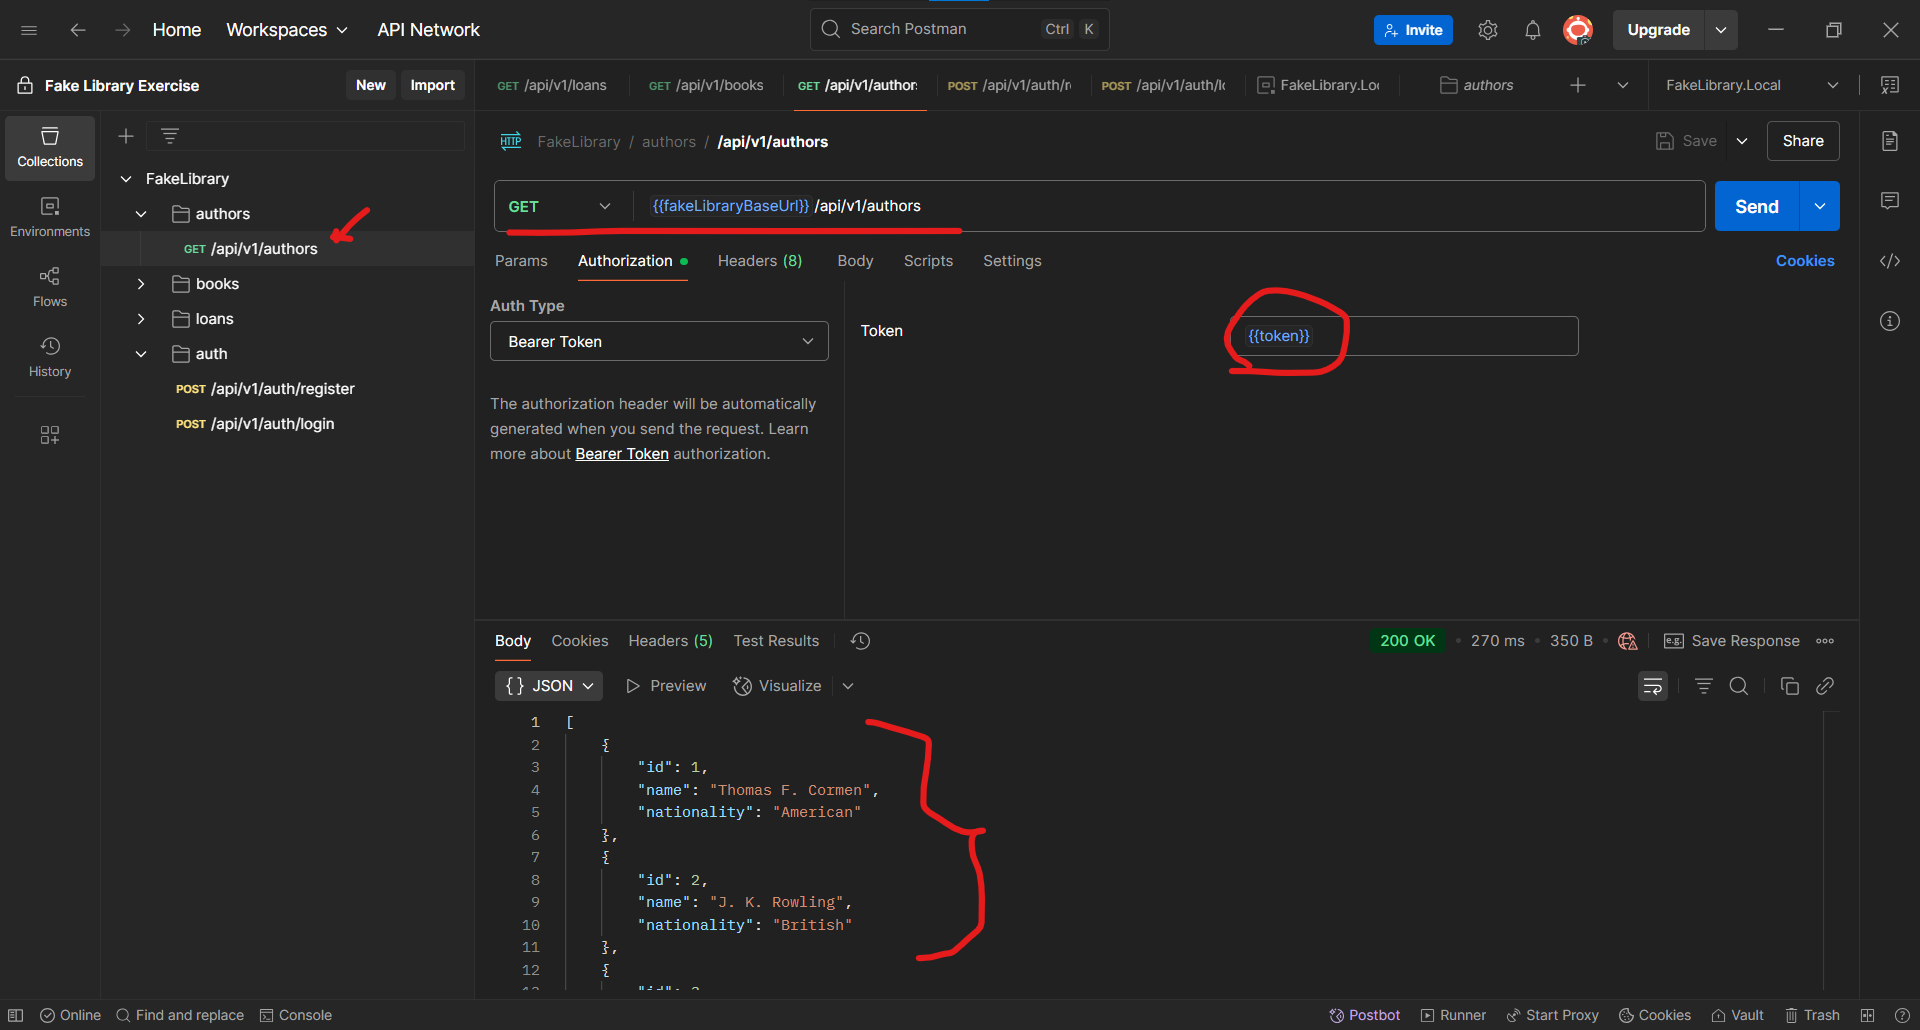 Home
Workspaces
API Network
Search Postman
Ctrl K
Invite
Upgrade
Fake Library Exercise
New
Import
GET /api/v1/loans
GET /api/v1/books
GET /api/v1/author
POST /api/v1/auth/r
POST /api/v1/auth/l
FakeLibrary.Lo
authors
FakeLibrary.Local
Collections
Environments
Flows
History
FakeLibrary
authors
GET /api/v1/authors
books
loans
auth
POST /api/v1/auth/register
POST /api/v1/auth/login
HTTP FakeLibrary / authors / /api/v1/authors
Save
Share
GET
{{fakeLibraryBaseUrl}} /api/v1/authors
Send
Params
Authorization
Headers (8)
Body
Scripts
Settings
Cookies
Auth Type
Bearer Token
The authorization header will be automatically
generated when you send the request. Learn
more about Bearer Token authorization.
Token
{{token}}
Body
Cookies
Headers (5)
Test Results
200 OK
270 ms
350 B
e.g. Save Response
{} JSON
Preview
Visualize
1 [
2 {
3 "id": 1,
4 "name": "Thomas F. Cormen",
5 "nationality": "American"
6 },
7 {
8 "id": 2,
9 "name": "J. K. Rowling",
10 "nationality": "British"
11 },
12 {
Online
Find and replace
Console
Postbot
Runner
Start Proxy
Cookies
Vault
Trash